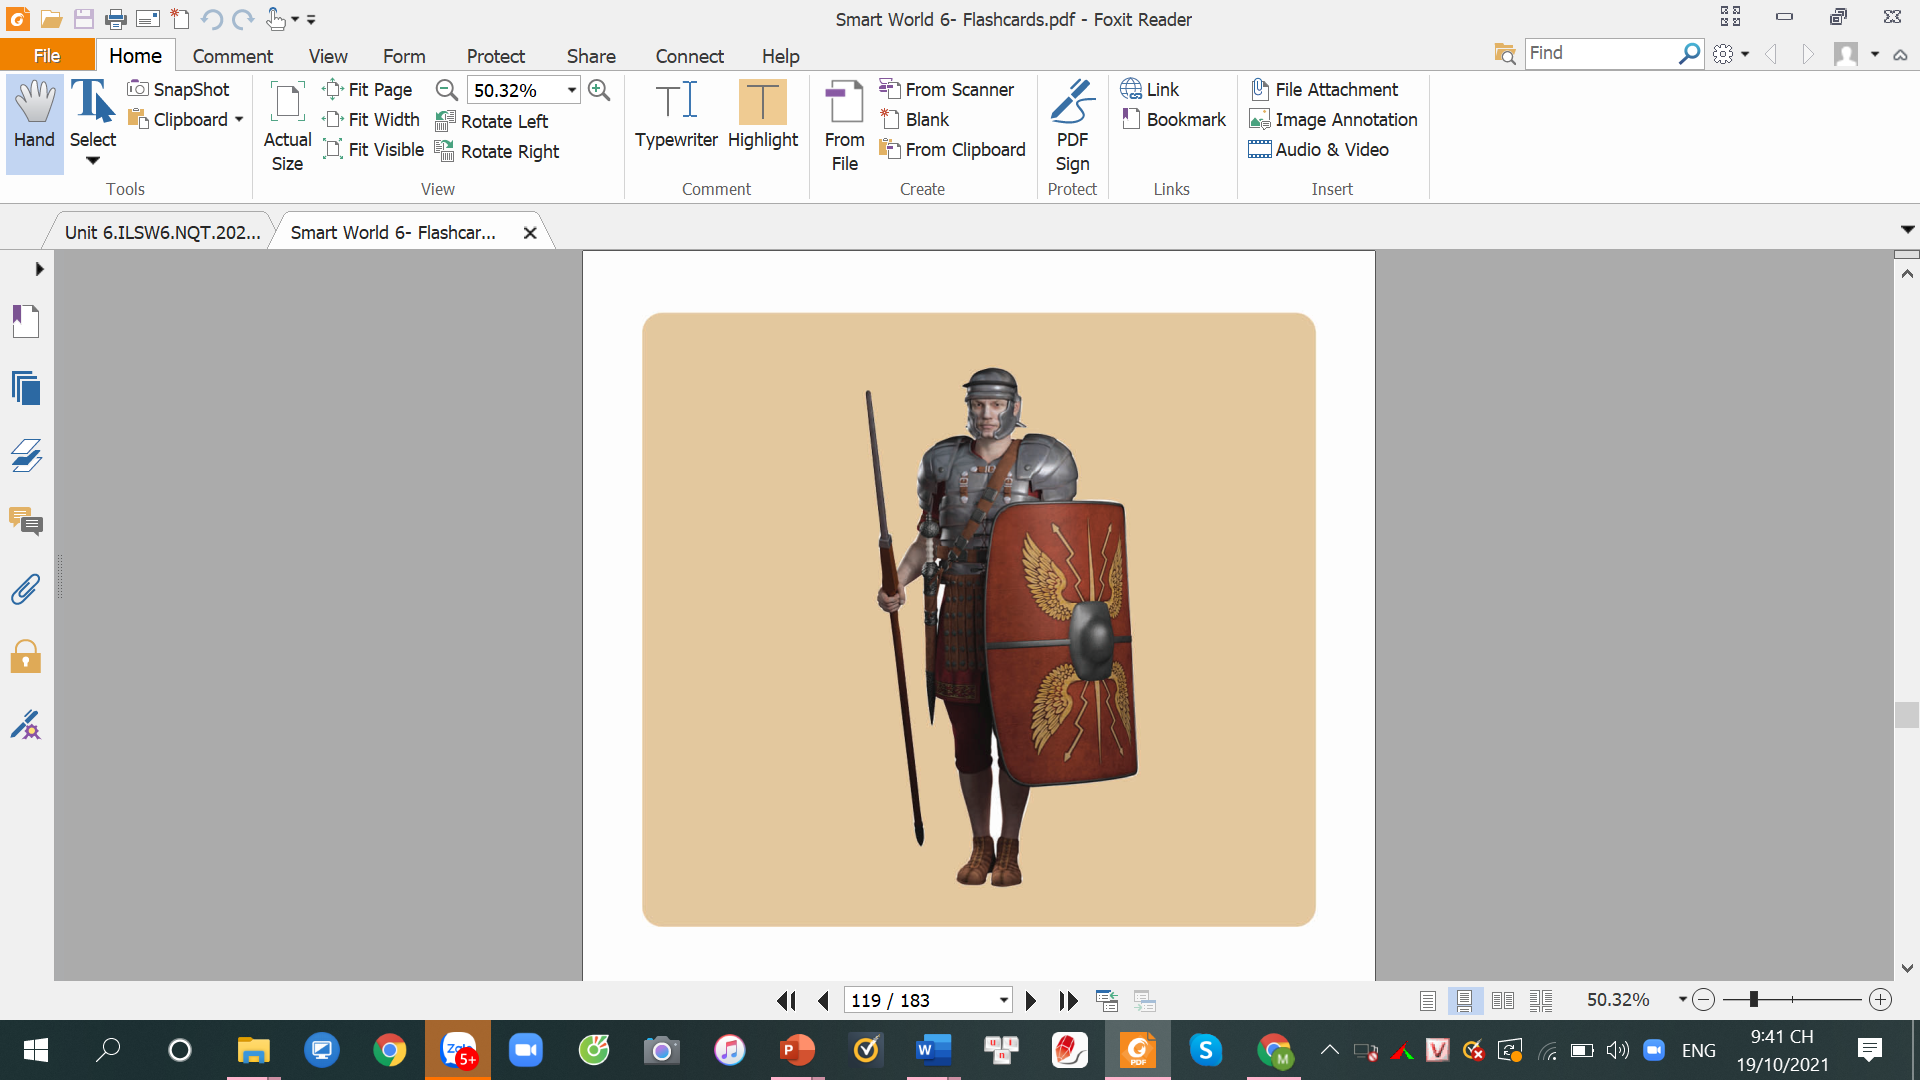 Smart World 6- Flashcards.pdf - Foxit Reader
File Home Comment View Form Protect Share Connect Help Find
Hand
Select
SnapShot
Clipboard
Tools
Actual Size
Fit Page
Fit Width
Fit Visible
50.32%
Rotate Left
Rotate Right
View
Typewriter
Highlight
Comment
From File
From Scanner
Blank
From Clipboard
Create
PDF Sign
Protect
Link
Bookmark
Links
File Attachment
Image Annotation
Audio & Video
Insert
Unit 6.ILSW6.NQT.202...
Smart World 6- Flashcar...
119 / 183
50.32%
5+
ENG
9:41 CH
19/10/2021